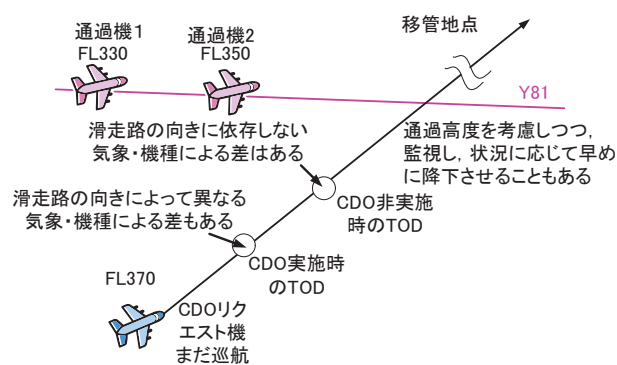 移管地点
通過機1
FL330
通過機2
FL350
Y81
滑走路の向きに依存しない
気象・機種による差はある
通過高度を考慮しつつ，
監視し，状況に応じて早め
に降下させることもある
滑走路の向きによって異なる
気象・機種による差もある
CDO非実施
時のTOD
CDO実施時
のTOD
FL370
CDOリク
エスト機
まだ巡航